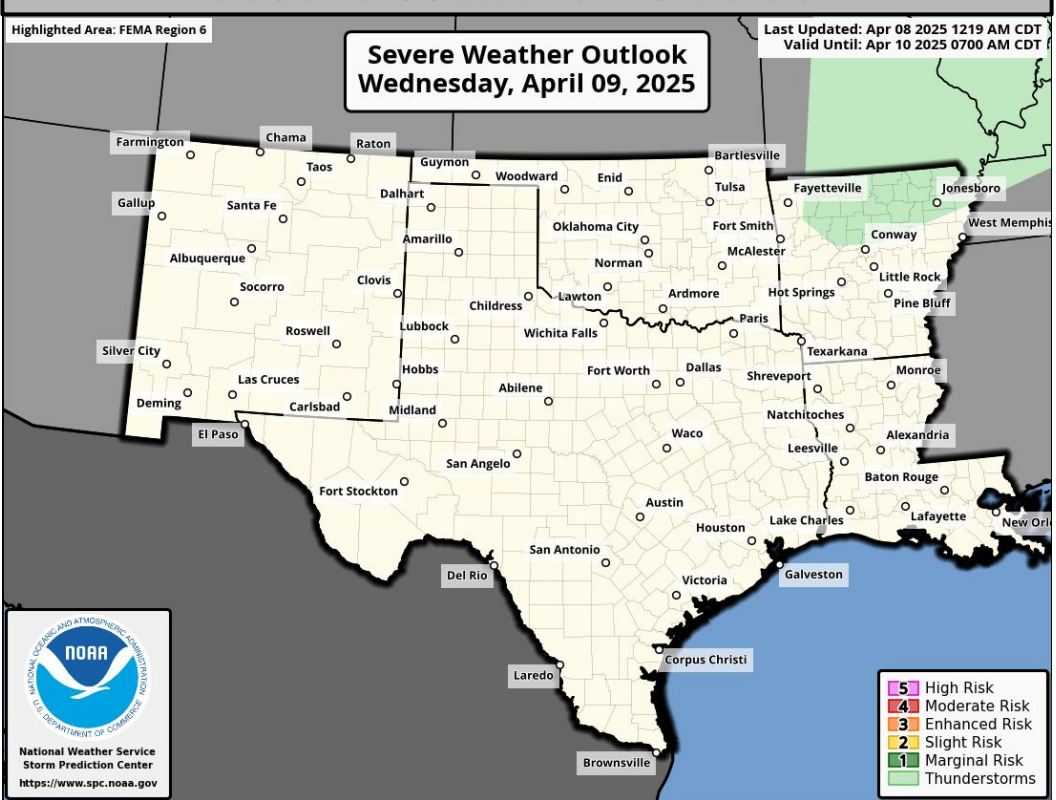 Highlighted Area: FEMA Region 6
Severe Weather Outlook
Wednesday, April 09, 2025
Last Updated: Apr 08 2025 1219 AM CDT
Valid Until: Apr 10 2025 0700 AM CDT
Farmington
Chama
Raton
Taos
Guymon
Woodward
Enid
Bartlesville
Tulsa
Fayetteville
Jonesboro
Gallup
Santa Fe
Dalhart
Oklahoma City
Fort Smith
West Memphis
Albuquerque
Amarillo
Norman
McAlester
Conway
Socorro
Clovis
Childress
Lawton
Ardmore
Hot Springs
Little Rock
Pine Bluff
Roswell
Lubbock
Wichita Falls
Paris
Texarkana
Silver City
Las Cruces
Hobbs
Abilene
Fort Worth
Dallas
Shreveport
Monroe
Deming
Carlsbad
Midland
Natchitoches
El Paso
San Angelo
Waco
Leesville
Alexandria
Fort Stockton
Austin
Baton Rouge
Houston
Lake Charles
Lafayette
San Antonio
Del Rio
Victoria
Galveston
Laredo
Corpus Christi
Brownsville
NATIONAL OCEANIC AND ATMOSPHERIC ADMINISTRATION
NOAA
U.S. DEPARTMENT OF COMMERCE
National Weather Service
Storm Prediction Center
https://www.spc.noaa.gov
5 High Risk
4 Moderate Risk
3 Enhanced Risk
2 Slight Risk
1 Marginal Risk
Thunderstorms